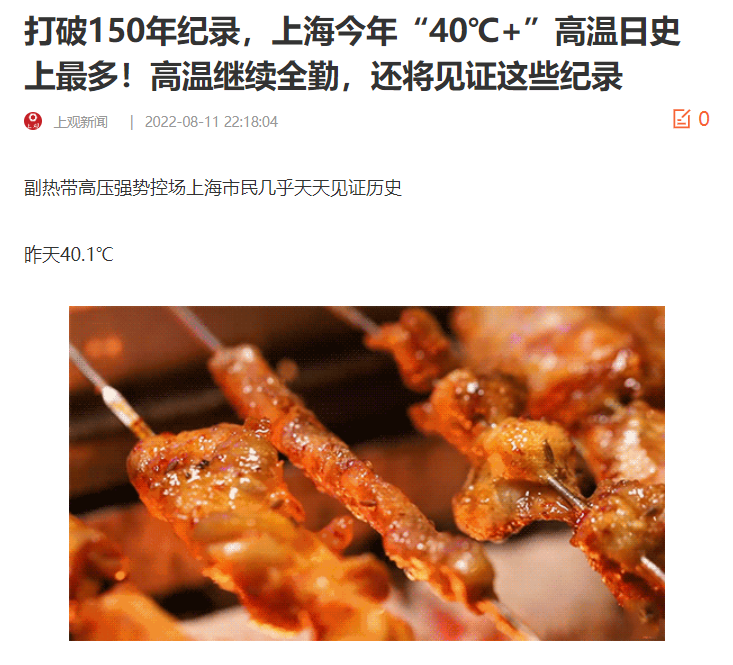 打破150年纪录，上海今年“40℃+”高温日史
上最多！高温继续全勤，还将见证这些纪录
上观新闻 | 2022-08-11 22:18:04 0
副热带高压强势控场上海市民几乎天天见证历史
昨天40.1℃